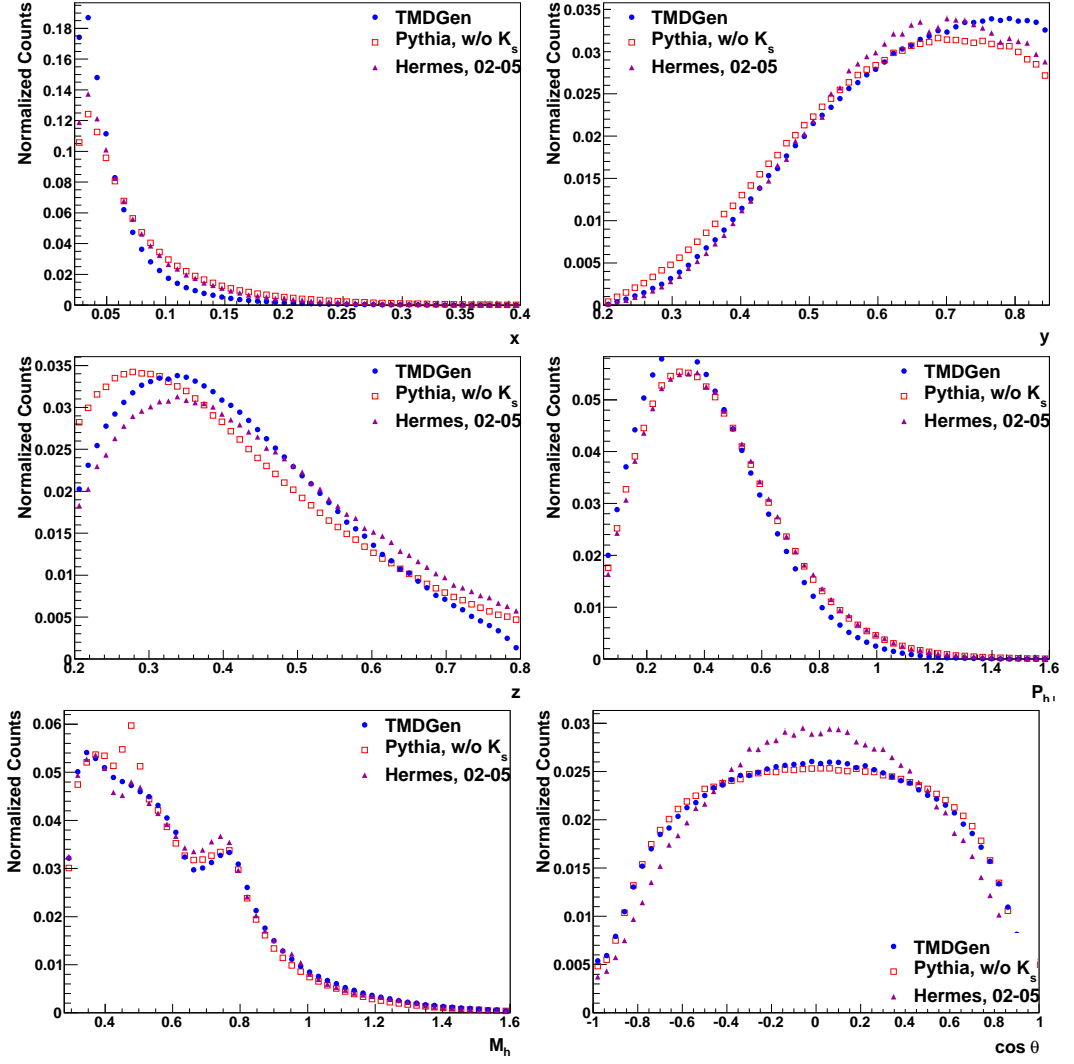 Normalized Counts
TMDGen
Pythia, w/o Ks
Hermes, 02-05
0.18
0.16
0.14
0.12
0.1
0.08
0.06
0.04
0.02
0
0.05 0.1 0.15 0.2 0.25 0.3 0.35 0.4
x
Normalized Counts
TMDGen
Pythia, w/o Ks
Hermes, 02-05
0.035
0.03
0.025
0.02
0.015
0.01
0.005
0
0.2 0.3 0.4 0.5 0.6 0.7 0.8
y
Normalized Counts
TMDGen
Pythia, w/o Ks
Hermes, 02-05
0.035
0.03
0.025
0.02
0.015
0.01
0.005
0
0.2 0.3 0.4 0.5 0.6 0.7 0.8
z
Normalized Counts
TMDGen
Pythia, w/o Ks
Hermes, 02-05
0.05
0.04
0.03
0.02
0.01
0
0.2 0.4 0.6 0.8 1 1.2 1.4 1.6
Normalized Counts
TMDGen
Pythia, w/o Ks
Hermes, 02-05
0.06
0.05
0.04
0.03
0.02
0.01
0
0.4 0.6 0.8 1 1.2 1.4 1.6
Mh
Normalized Counts
0.03
0.025
0.02
0.015
0.01
0.005
0
TMDGen
Pythia, w/o Ks
Hermes, 02-05
-1 -0.8 -0.6 -0.4 -0.2 0 0.2 0.4 0.6 0.8 1
cos θ